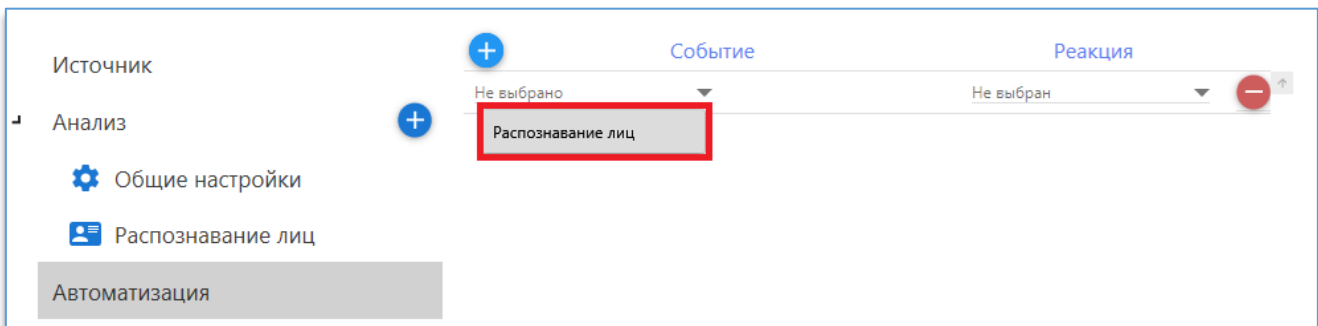 Источник
Анализ
Общие настройки
Распознавание лиц
Автоматизация
Событие Реакция
Не выбрано Не выбран
Распознавание лиц